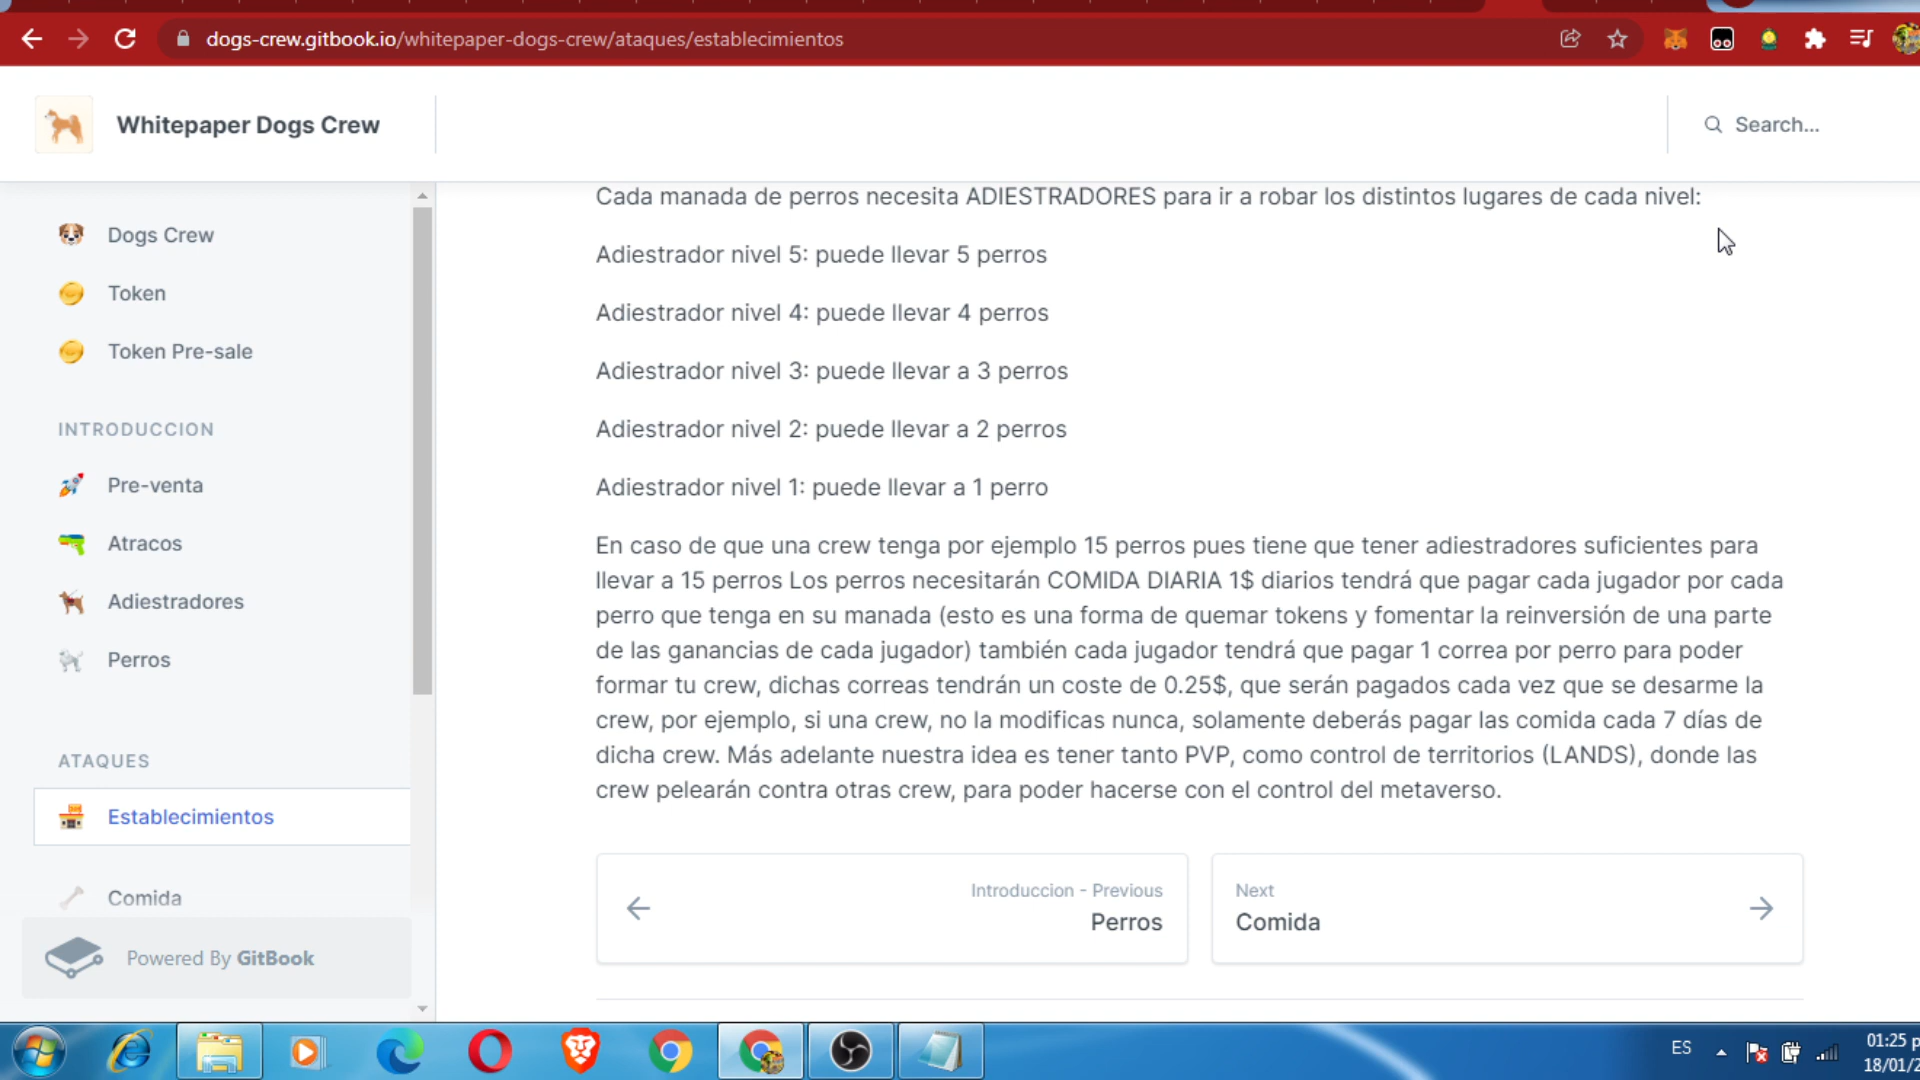 dogs-crew.gitbook.io/whitepaper-dogs-crew/ataques/establecimientos
Whitepaper Dogs Crew
Search...
Dogs Crew
Token
Token Pre-sale
INTRODUCCION
Pre-venta
Atracos
Adiestradores
Perros
ATAQUES
Establecimientos
Comida
Powered By GitBook
Cada manada de perros necesita ADIESTRADORES para ir a robar los distintos lugares de cada nivel:
Adiestrador nivel 5: puede llevar 5 perros
Adiestrador nivel 4: puede llevar 4 perros
Adiestrador nivel 3: puede llevar a 3 perros
Adiestrador nivel 2: puede llevar a 2 perros
Adiestrador nivel 1: puede llevar a 1 perro
En caso de que una crew tenga por ejemplo 15 perros pues tiene que tener adiestradores suficientes para
llevar a 15 perros Los perros necesitarán COMIDA DIARIA 1$ diarios tendrá que pagar cada jugador por cada
perro que tenga en su manada (esto es una forma de quemar tokens y fomentar la reinversión de una parte
de las ganancias de cada jugador) también cada jugador tendrá que pagar 1 correa por perro para poder
formar tu crew, dichas correas tendrán un coste de 0.25$, que serán pagados cada vez que se desarme la
crew, por ejemplo, si una crew, no la modificas nunca, solamente deberás pagar las comida cada 7 días de
dicha crew. Más adelante nuestra idea es tener tanto PVP, como control de territorios (LANDS), donde las
crew pelearán contra otras crew, para poder hacerse con el control del metaverso.
Introduccion - Previous
Perros
Next
Comida
ES
01:25 p
18/01/2